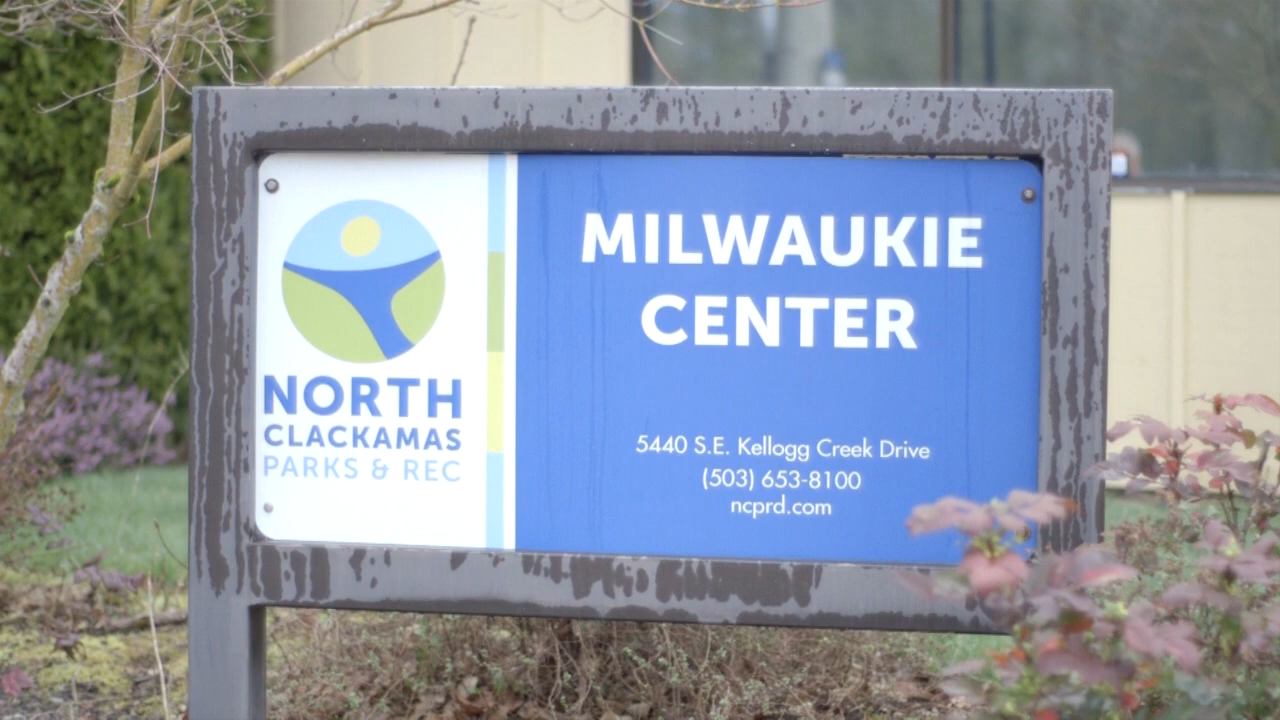 NORTH
CLACKAMAS
PARKS & REC
MILWAUKIE
CENTER
5440 S.E. Kellogg Creek Drive
(503) 653-8100
ncprd.com